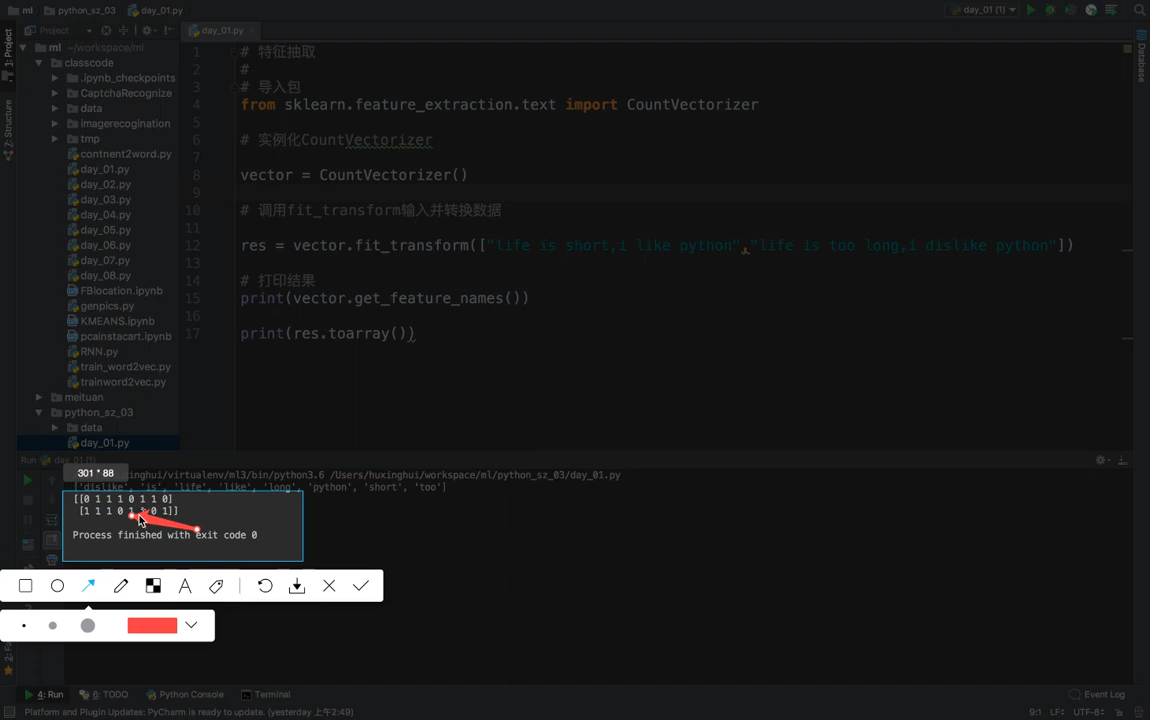 ml python_sz_03 day_01.py
day_01 (1)
Project
day_01.py
1: Project
Z: Structure
Database
ml ~/workspace/ml
classcode
.ipynb_checkpoints
CaptchaRecognize
data
imagerecogination
tmp
contnent2word.py
day_01.py
day_02.py
day_03.py
day_04.py
day_05.py
day_06.py
day_07.py
day_08.py
FBlocation.ipynb
genpics.py
KMEANS.ipynb
pcainstacart.ipynb
RNN.py
train_word2vec.py
trainword2vec.py
meituan
python_sz_03
data
day_01.py
1 # 特征抽取
2 #
3 # 导入包
4 from sklearn.feature_extraction.text import CountVectorizer
5
6 # 实例化CountVectorizer
7
8 vector = CountVectorizer()
9
10 # 调用fit_transform输入并转换数据
11
12 res = vector.fit_transform(["life is short,i like python","life is too long,i dislike python"])
13
14 # 打印结果
15 print(vector.get_feature_names())
16
17 print(res.toarray())
Run day_01 (1)
301 * 88
inghui/virtualenv/ml3/bin/python3.6 /Users/huxinghui/workspace/ml/python_sz_03/day_01.py
['dislike', 'is', 'life', 'like', 'long', 'python', 'short', 'too']
[[0 1 1 1 0 1 1 0]
[1 1 1 0 1 1 0 1]]
Process finished with exit code 0
A
4: Run 6: TODO Python Console Terminal Event Log
Platform and Plugin Updates: PyCharm is ready to update. (yesterday 上午2:49) 9:1 LF÷ UTF-8÷